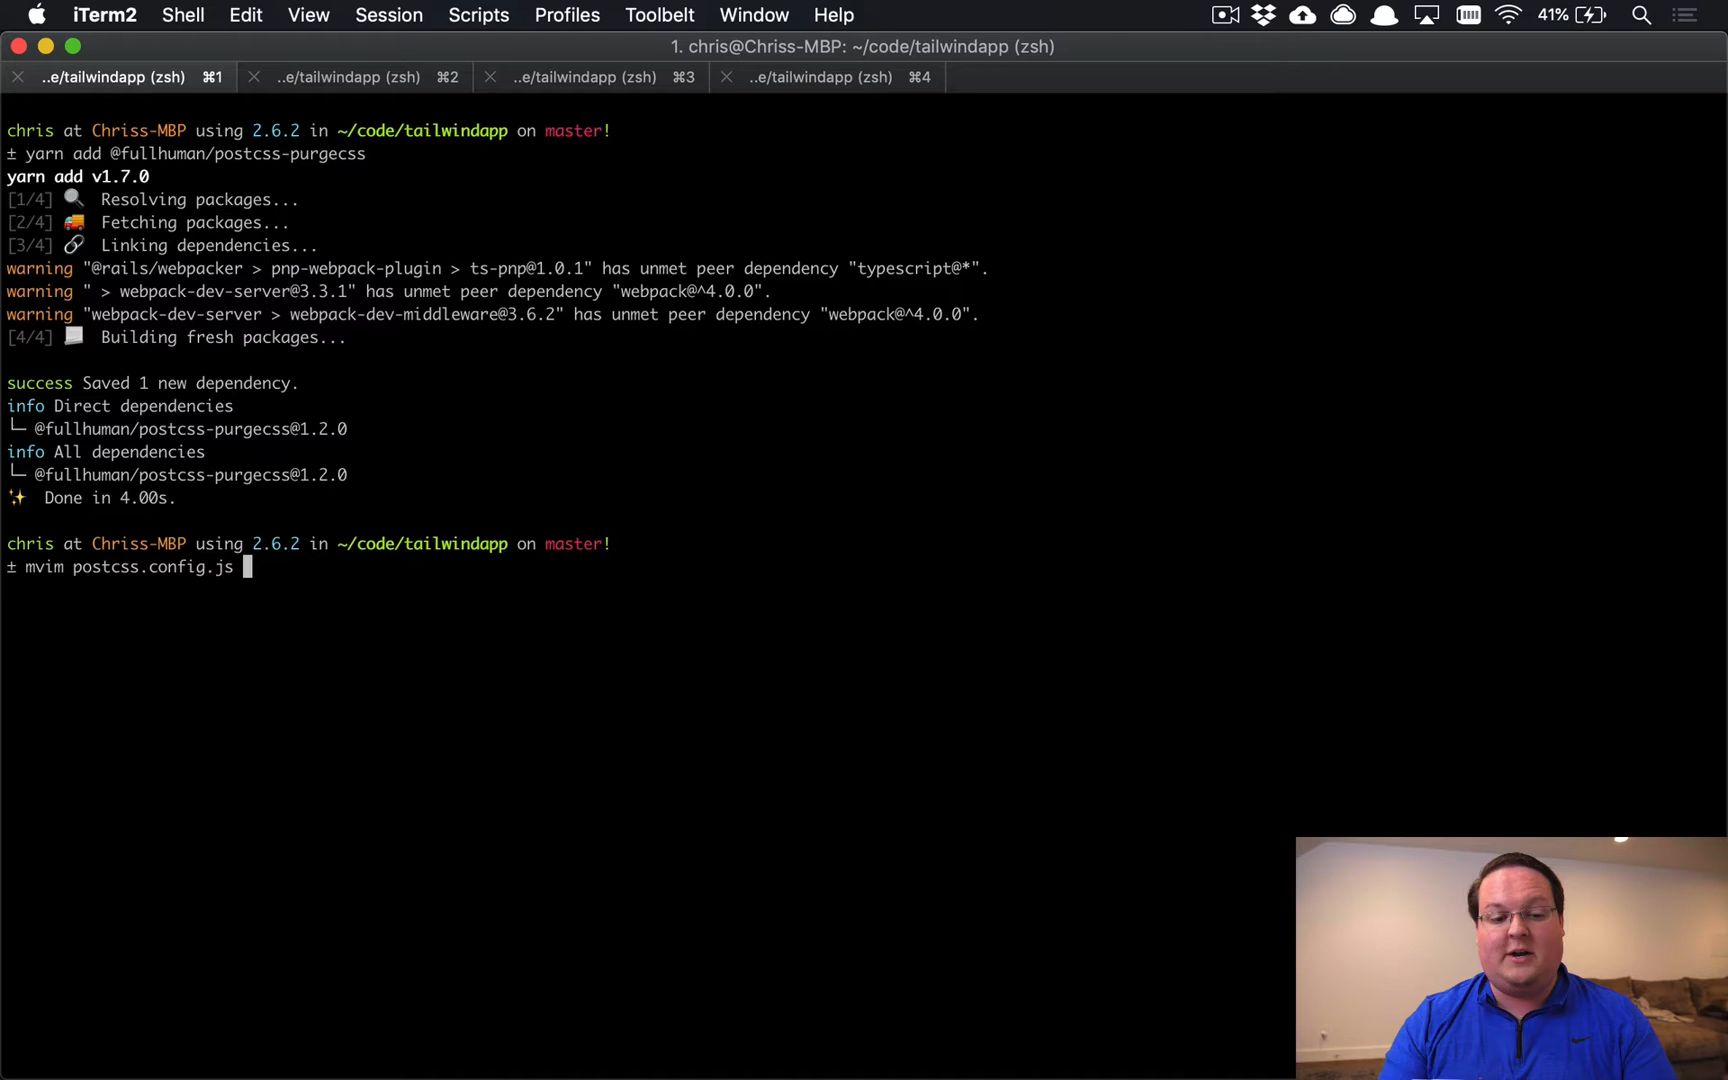 iTerm2 Shell Edit View Session Scripts Profiles Toolbelt Window Help 41%
1. chris@Chriss-MBP: ~/code/tailwindapp (zsh)
..e/tailwindapp (zsh) ⌘1 ..e/tailwindapp (zsh) ⌘2 ..e/tailwindapp (zsh) ⌘3 ..e/tailwindapp (zsh) ⌘4
chris at Chriss-MBP using 2.6.2 in ~/code/tailwindapp on master!
± yarn add @fullhuman/postcss-purgecss
yarn add v1.7.0
[1/4] 🔍 Resolving packages...
[2/4] 🚚 Fetching packages...
[3/4] 🔗 Linking dependencies...
warning "@rails/webpacker > pnp-webpack-plugin > ts-pnp@1.0.1" has unmet peer dependency "typescript@*".
warning " > webpack-dev-server@3.3.1" has unmet peer dependency "webpack@^4.0.0".
warning "webpack-dev-server > webpack-dev-middleware@3.6.2" has unmet peer dependency "webpack@^4.0.0".
[4/4] 📃 Building fresh packages...
success Saved 1 new dependency.
info Direct dependencies
└─ @fullhuman/postcss-purgecss@1.2.0
info All dependencies
└─ @fullhuman/postcss-purgecss@1.2.0
✨ Done in 4.00s.
chris at Chriss-MBP using 2.6.2 in ~/code/tailwindapp on master!
± mvim postcss.config.js